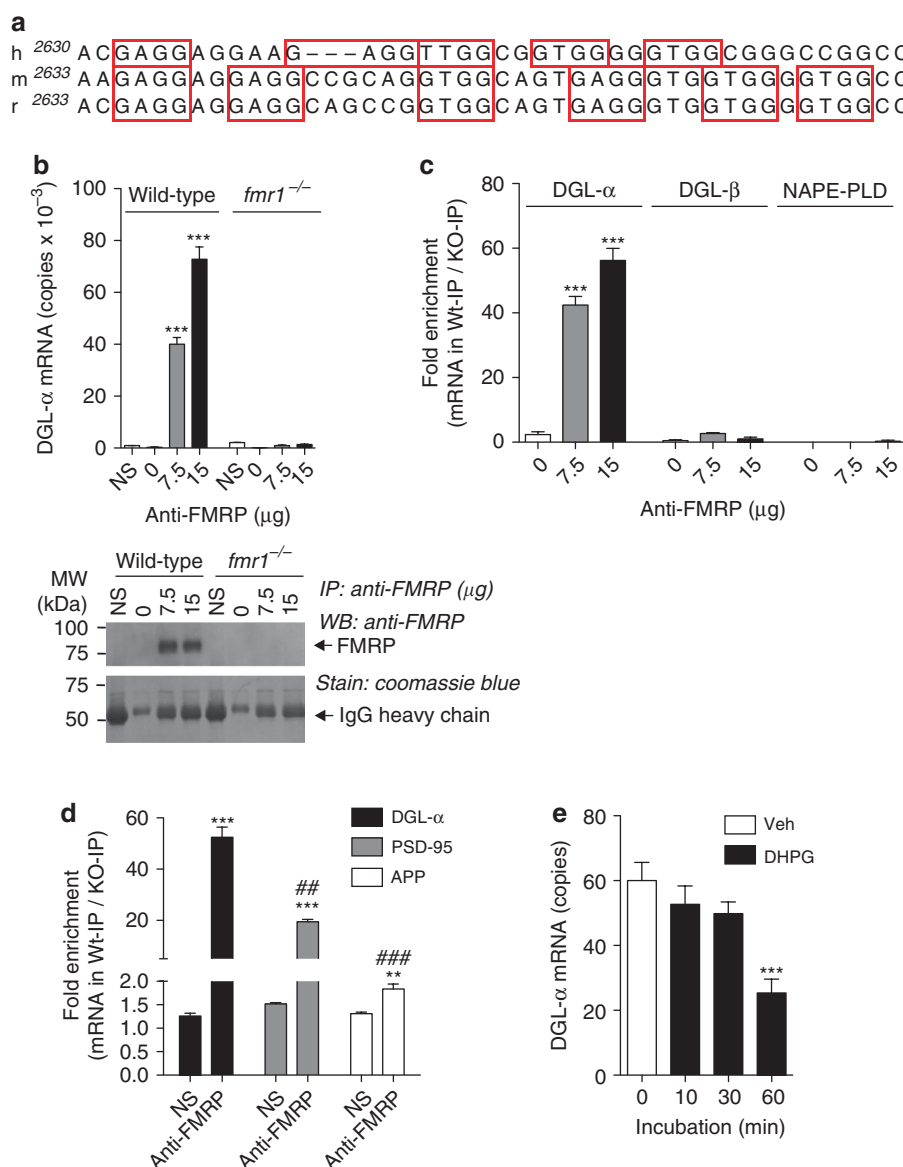 a
h 2630 A C G A G G A G G A A G – – – A G G T T G G C G G T G G G G G T G G C G G G C C G G C C
m 2633 A A G A G G A G G A G G C C G C A G G T G G C A G T G A G G G T G G T G G G G T G G C C
r 2633 A C G A G G A G G A G G C A G C C G G T G G C A G T G A G G G T G G T G G G G T G G C C
b
DGL-α mRNA (copies x 10⁻³)
100
80
60
40
20
0
Wild-type fmr1⁻/⁻
***
***
NS 0 7.5 15 NS 0 7.5 15
Anti-FMRP (μg)
MW
(kDa)
Wild-type fmr1⁻/⁻
NS 0 7.5 15 NS 0 7.5 15
IP: anti-FMRP (μg)
WB: anti-FMRP
100
75
FMRP
75
50
Stain: coomassie blue
IgG heavy chain
c
Fold enrichment
(mRNA in Wt-IP / KO-IP)
80
60
40
20
0
DGL-α DGL-β NAPE-PLD
***
***
0 7.5 15 0 7.5 15 0 7.5 15
Anti-FMRP (μg)
d
Fold enrichment
(mRNA in Wt-IP / KO-IP)
60
40
20
2.0
1.5
1.0
0.5
0.0
DGL-α
PSD-95
APP
***
##
***
###
**
NS Anti-FMRP NS Anti-FMRP NS Anti-FMRP
e
DGL-α mRNA (copies)
80
60
40
20
0
Veh
DHPG
***
0 10 30 60
Incubation (min)